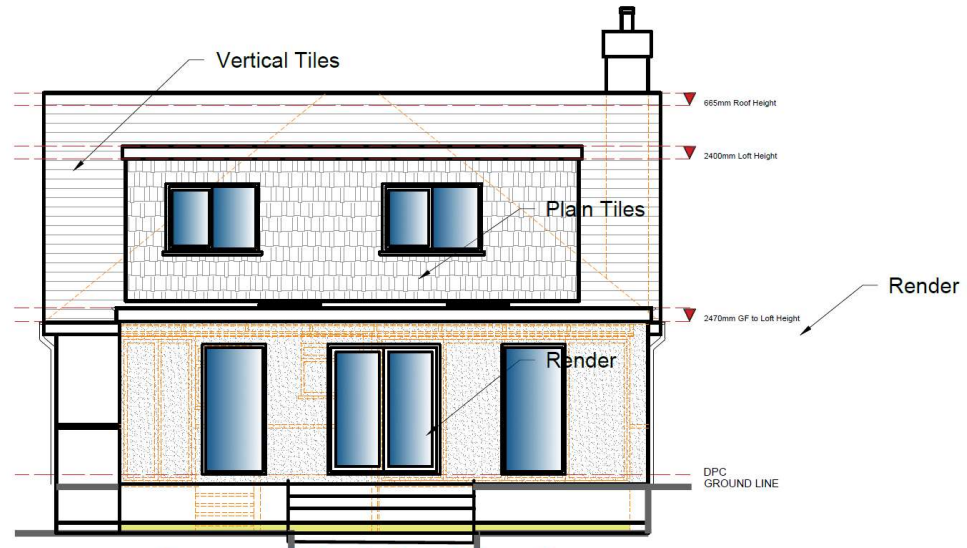 Vertical Tiles
665mm Roof Height
2400mm Loft Height
Plain Tiles
Render
2470mm GF to Loft Height
Render
DPC
GROUND LINE